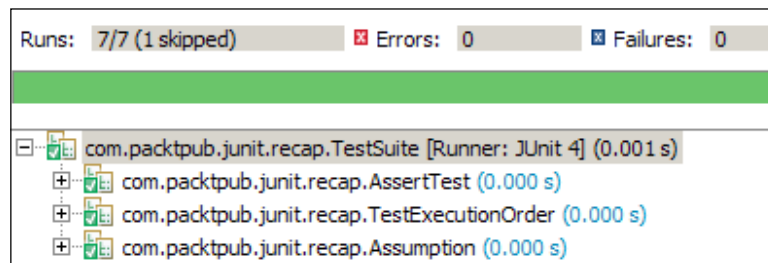 Runs: 7/7 (1 skipped) Errors: 0 Failures: 0
com.packtpub.junit.recap.TestSuite [Runner: JUnit 4] (0.001 s)
com.packtpub.junit.recap.AssertTest (0.000 s)
com.packtpub.junit.recap.TestExecutionOrder (0.000 s)
com.packtpub.junit.recap.Assumption (0.000 s)